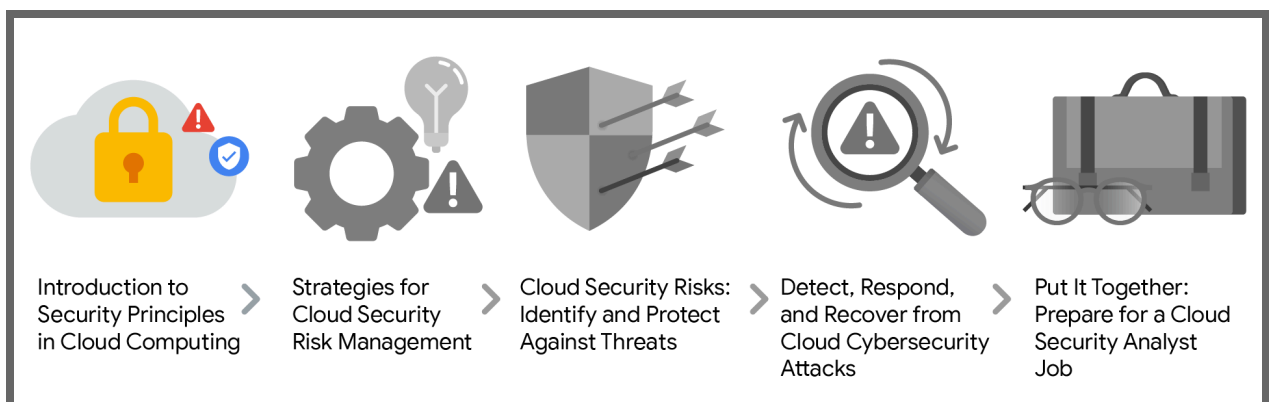 Introduction to
Security Principles
in Cloud Computing
Strategies for
Cloud Security
Risk Management
Cloud Security Risks:
Identify and Protect
Against Threats
Detect, Respond,
and Recover from
Cloud Cybersecurity
Attacks
Put It Together:
Prepare for a Cloud
Security Analyst
Job